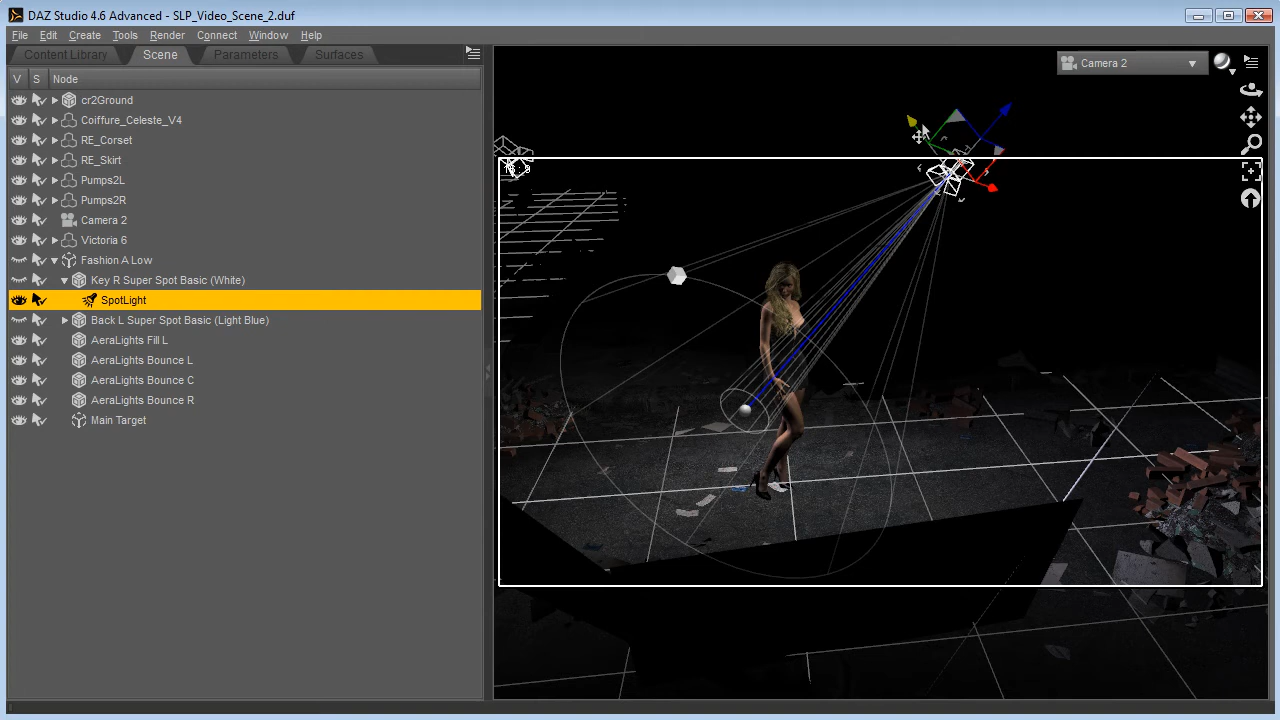 DAZ Studio 4.6 Advanced - SLP_Video_Scene_2.duf
File Edit Create Tools Render Connect Window Help
Content Library Scene Parameters Surfaces
Camera 2
V S Node
cr2Ground
Coiffure_Celeste_V4
RE_Corset
RE_Skirt
Pumps2L
Pumps2R
Camera 2
Victoria 6
Fashion A Low
Key R Super Spot Basic (White)
SpotLight
Back L Super Spot Basic (Light Blue)
AeraLights Fill L
AeraLights Bounce L
AeraLights Bounce C
AeraLights Bounce R
Main Target